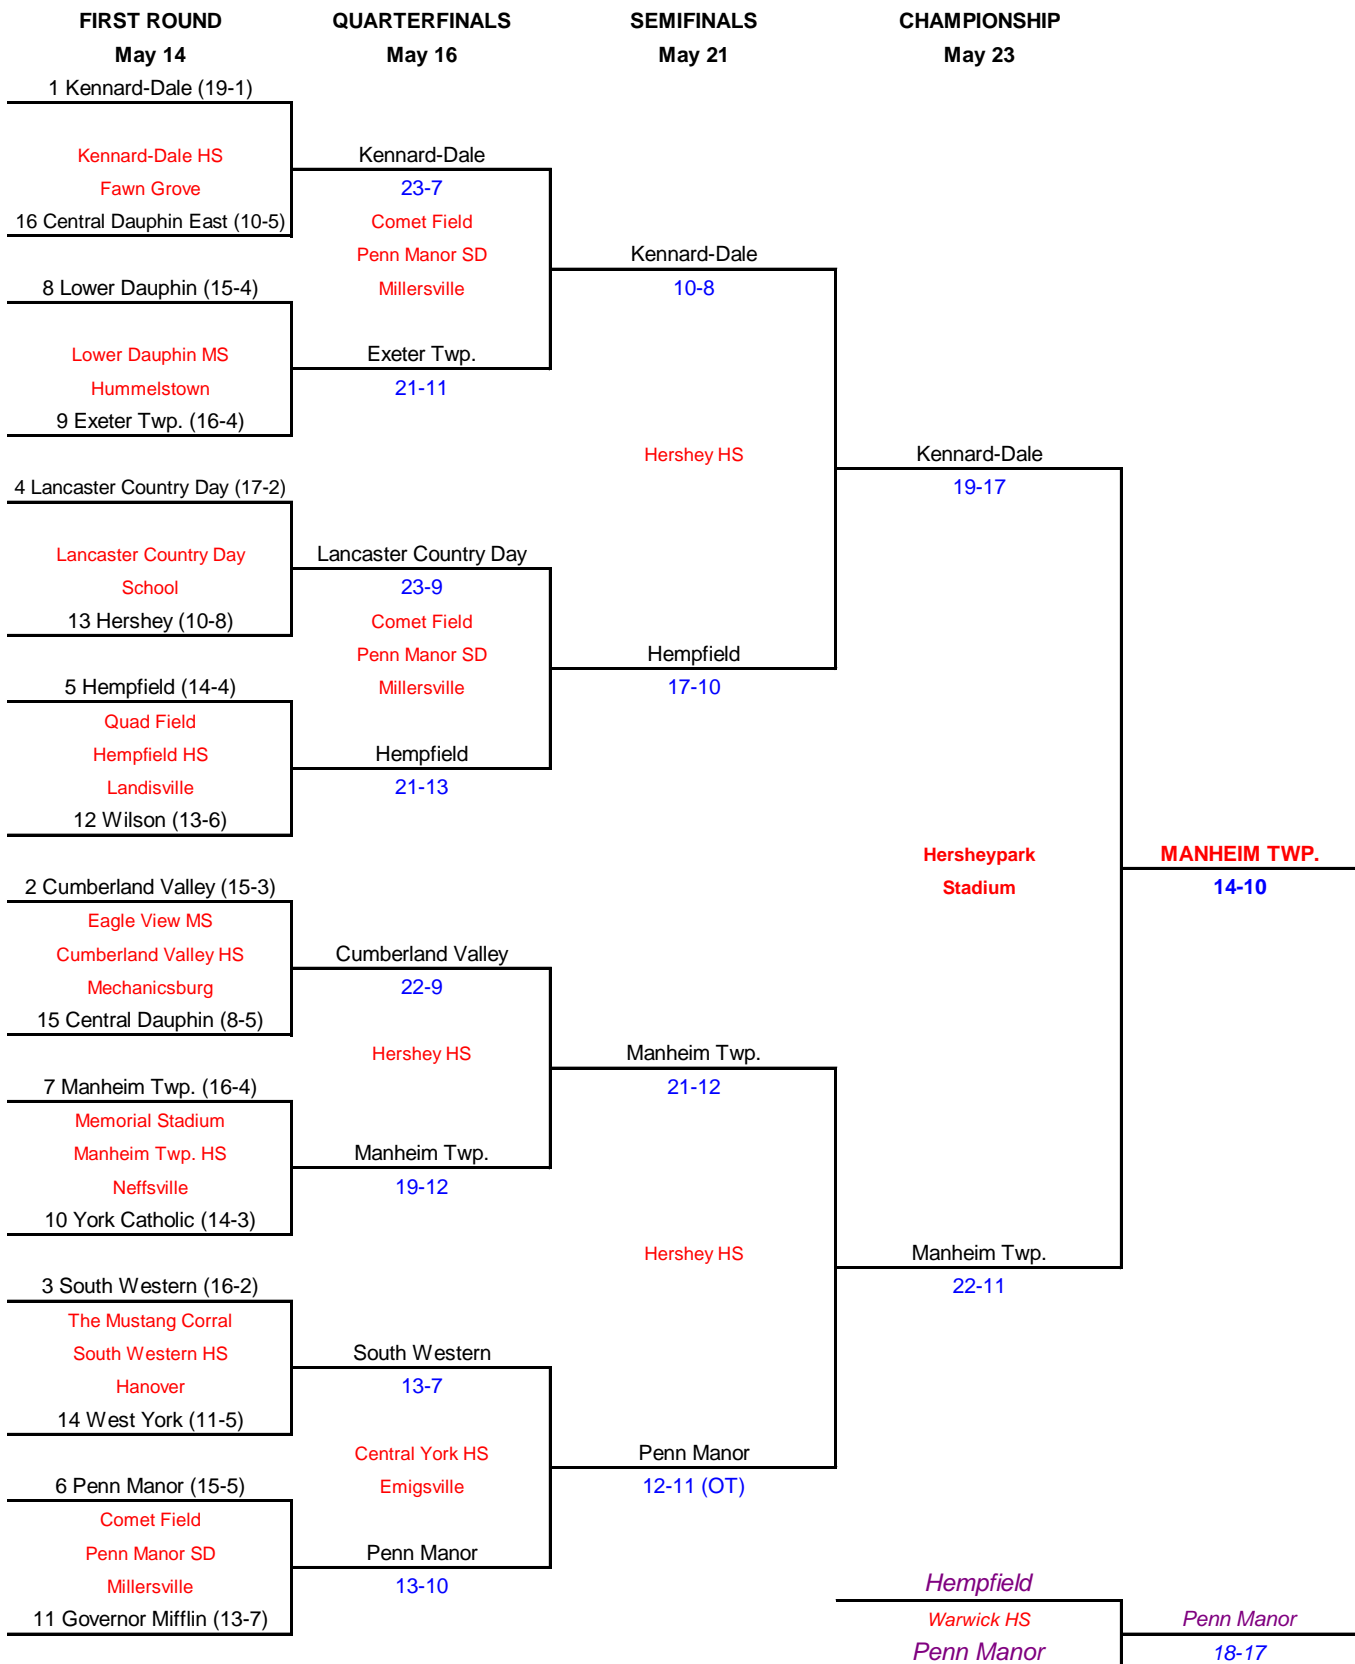 FIRST ROUND
May 14
QUARTERFINALS
May 16
SEMIFINALS
May 21
CHAMPIONSHIP
May 23
1 Kennard-Dale (19-1)
Kennard-Dale HS
Fawn Grove
16 Central Dauphin East (10-5)
8 Lower Dauphin (15-4)
Lower Dauphin MS
Hummelstown
9 Exeter Twp. (16-4)
4 Lancaster Country Day (17-2)
Lancaster Country Day
School
13 Hershey (10-8)
5 Hempfield (14-4)
Quad Field
Hempfield HS
Landisville
12 Wilson (13-6)
2 Cumberland Valley (15-3)
Eagle View MS
Cumberland Valley HS
Mechanicsburg
15 Central Dauphin (8-5)
7 Manheim Twp. (16-4)
Memorial Stadium
Manheim Twp. HS
Neffsville
10 York Catholic (14-3)
3 South Western (16-2)
The Mustang Corral
South Western HS
Hanover
14 West York (11-5)
6 Penn Manor (15-5)
Comet Field
Penn Manor SD
Millersville
11 Governor Mifflin (13-7)
Kennard-Dale
23-7
Comet Field
Penn Manor SD
Millersville
Exeter Twp.
21-11
Lancaster Country Day
23-9
Comet Field
Penn Manor SD
Millersville
Hempfield
21-13
Cumberland Valley
22-9
Hershey HS
Manheim Twp.
19-12
South Western
13-7
Central York HS
Emigsville
Penn Manor
13-10
Kennard-Dale
10-8
Hershey HS
Hempfield
17-10
Manheim Twp.
21-12
Hershey HS
Penn Manor
12-11 (OT)
Kennard-Dale
19-17
Hersheypark
Stadium
Manheim Twp.
22-11
MANHEIM TWP.
14-10
Hempfield
Warwick HS
Penn Manor
Penn Manor
18-17